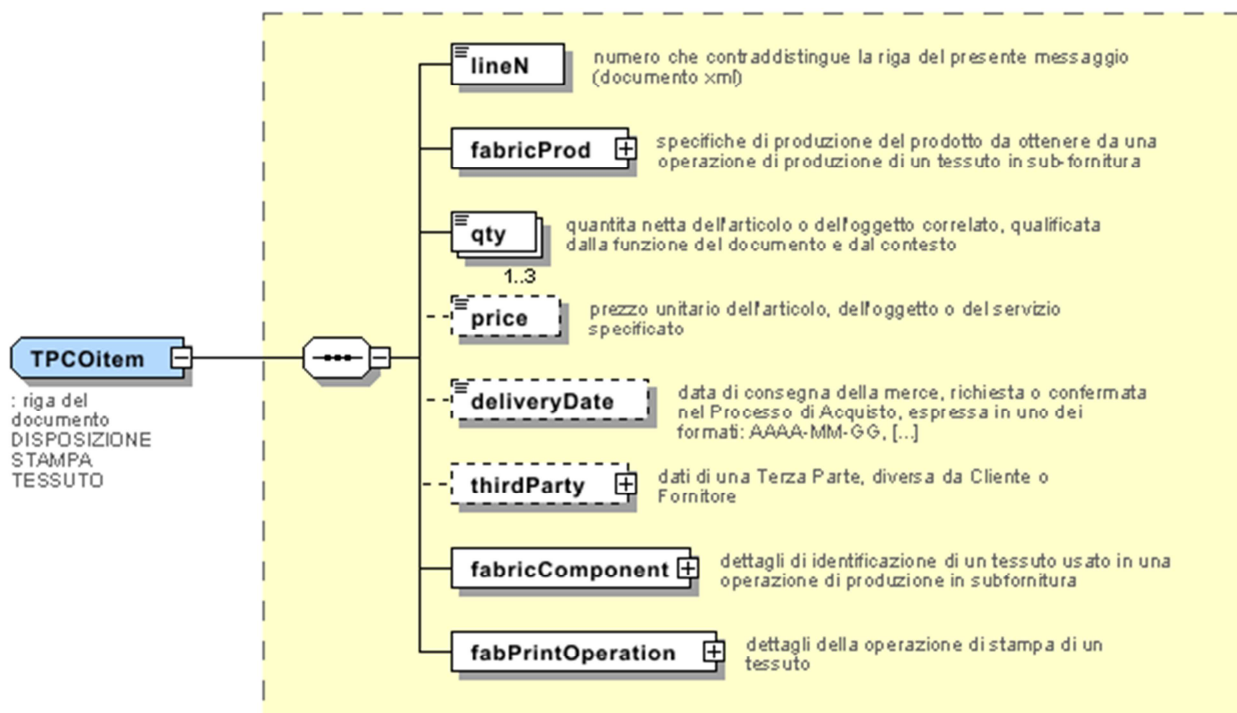 lineN
numero che contraddistingue la riga del presente messaggio
(documento xml)
fabricProd
specifiche di produzione del prodotto da ottenere da una
operazione di produzione di un tessuto in sub-fornitura
qty
quantita netta dell'articolo o dell'oggetto correlato, qualificata
dalla funzione del documento e dal contesto
1..3
price
prezzo unitario dell'articolo, dell'oggetto o del servizio
specificato
TPCOitem
: riga del
documento
DISPOSIZIONE
STAMPA
TESSUTO
deliveryDate
data di consegna della merce, richiesta o confermata
nel Processo di Acquisto, espressa in uno dei
formati: AAAA-MM-GG, [...]
thirdParty
dati di una Terza Parte, diversa da Cliente o
Fornitore
fabricComponent
dettagli di identificazione di un tessuto usato in una
operazione di produzione in subfornitura
fabPrintOperation
dettagli della operazione di stampa di un
tessuto